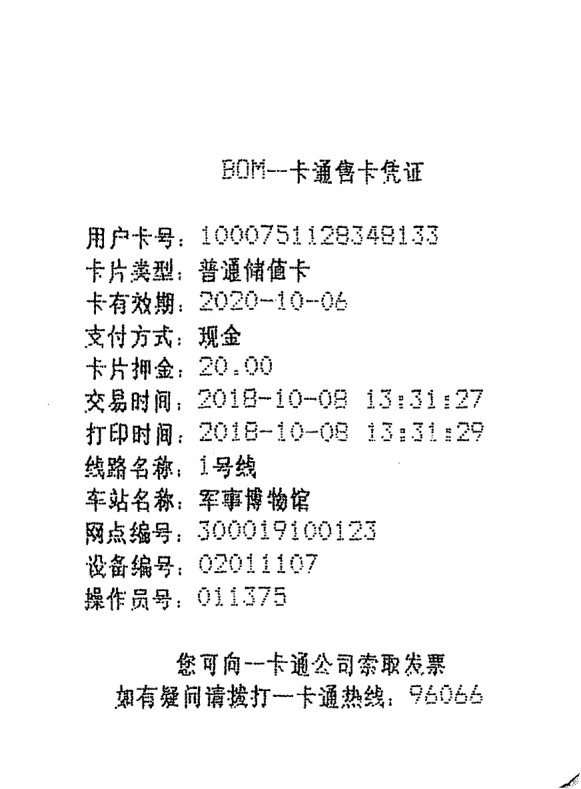 BOM一卡通售卡凭证
用户卡号：1000751128348133
卡片类型：普通储值卡
卡有效期：2020-10-06
支付方式：现金
卡片押金：20.00
交易时间：2018-10-08 13:31:27
打印时间：2018-10-08 13:31:29
线路名称：1号线
车站名称：军事博物馆
网点编号：300019100123
设备编号：02011107
操作员号：011375
您可向一卡通公司索取发票
如有疑问请拨打一卡通热线：96066